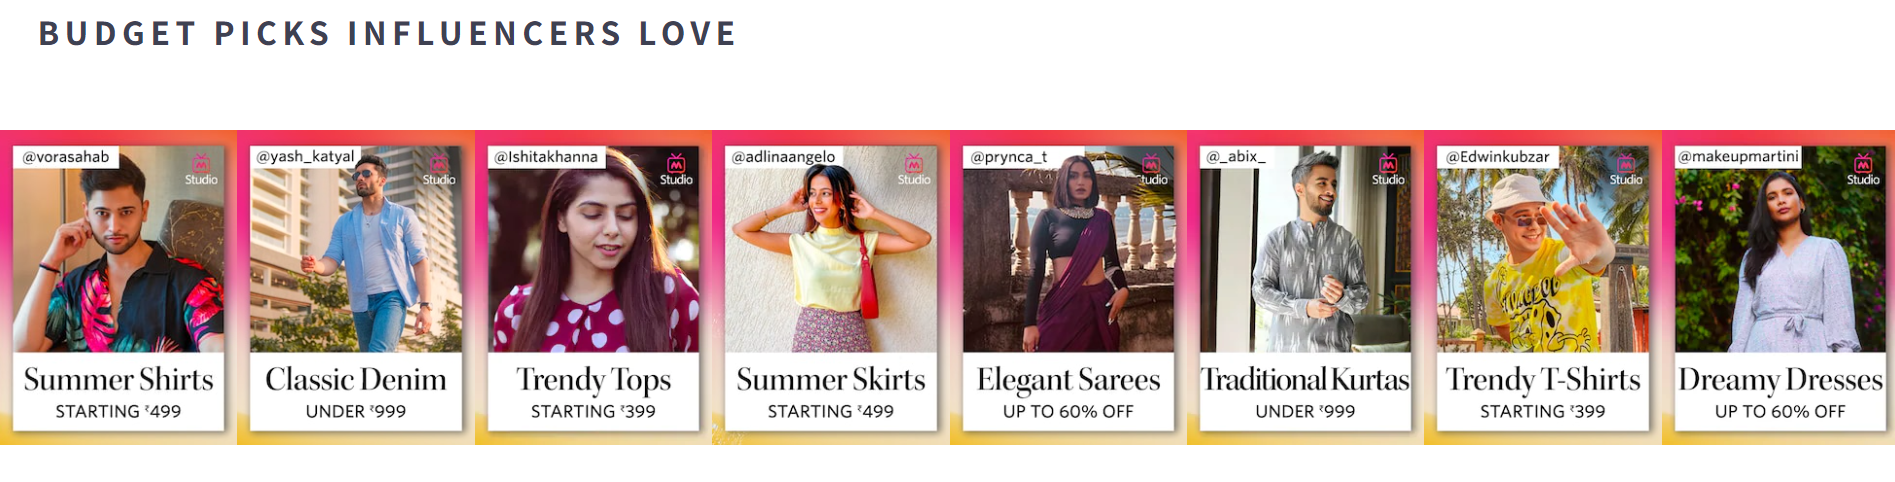 BUDGET PICKS INFLUENCERS LOVE
@vorasahab
Studio
Summer Shirts
STARTING ₹499
@yash_katyal
Studio
Classic Denim
UNDER ₹999
@Ishitakhanna
Studio
Trendy Tops
STARTING ₹399
@adlinaangelo
Studio
Summer Skirts
STARTING ₹499
@prynca_t
Studio
Elegant Sarees
UP TO 60% OFF
@_abix_
Studio
Traditional Kurtas
UNDER ₹999
@Edwinkubzar
Studio
Trendy T-Shirts
STARTING ₹399
@makeupmartini
Studio
Dreamy Dresses
UP TO 60% OFF